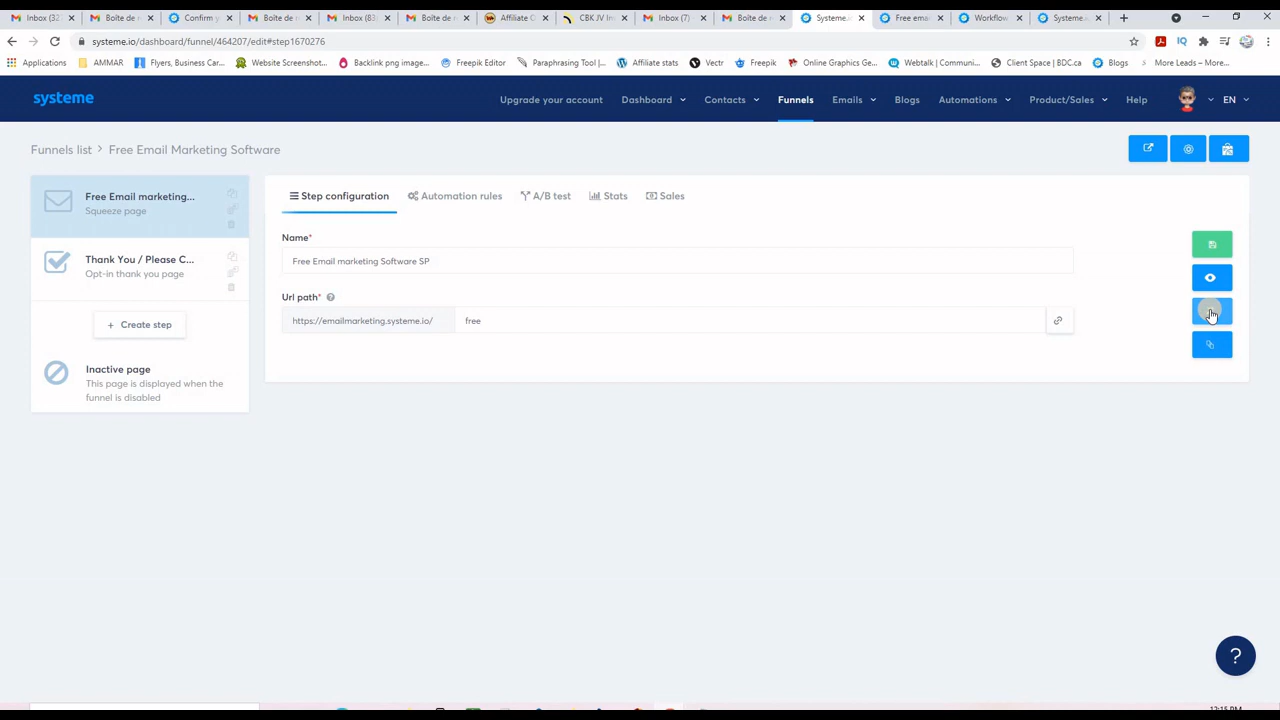 Inbox (32)
Boîte de r
Confirm y
Boîte de r
Inbox (83)
Boîte de r
Affiliate C
CBK JV In
Inbox (7)
Boîte de r
Systeme.i
Free ema
Workflow
Systeme.
systeme.io/dashboard/funnel/464207/edit#step1670276
Applications
AMMAR
Flyers, Business Car...
Website Screenshot...
Backlink png image...
Freepik Editor
Paraphrasing Tool |...
Affiliate stats
Vectr
Freepik
Online Graphics Ge...
Webtalk | Communi...
Client Space | BDC.ca
Blogs
More Leads – More...
systeme
Upgrade your account
Dashboard
Contacts
Funnels
Emails
Blogs
Automations
Product/Sales
Help
EN
Funnels list > Free Email Marketing Software
Free Email marketing...
Squeeze page
Thank You / Please C...
Opt-in thank you page
+ Create step
Inactive page
This page is displayed when the
funnel is disabled
Step configuration
Automation rules
A/B test
Stats
Sales
Name*
Free Email marketing Software SP
Url path* ?
https://emailmarketing.systeme.io/
free
?